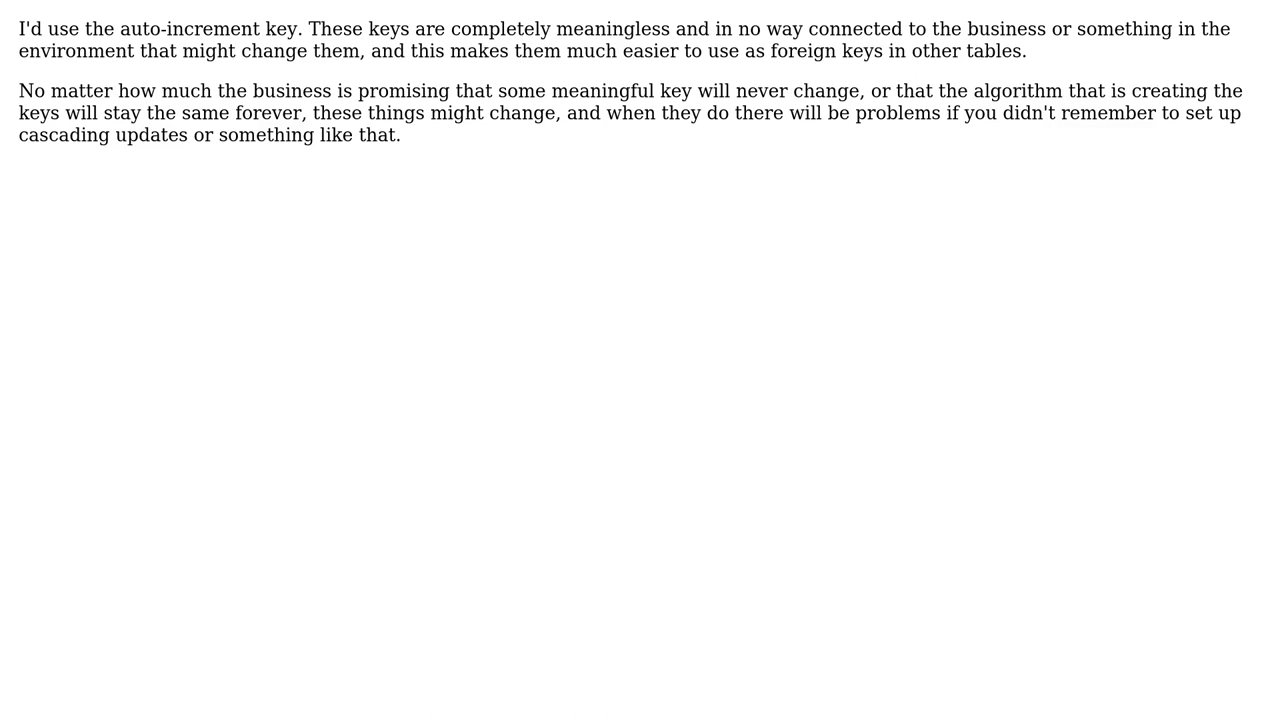 I'd use the auto-increment key. These keys are completely meaningless and in no way connected to the business or something in the
environment that might change them, and this makes them much easier to use as foreign keys in other tables.
No matter how much the business is promising that some meaningful key will never change, or that the algorithm that is creating the
keys will stay the same forever, these things might change, and when they do there will be problems if you didn't remember to set up
cascading updates or something like that.